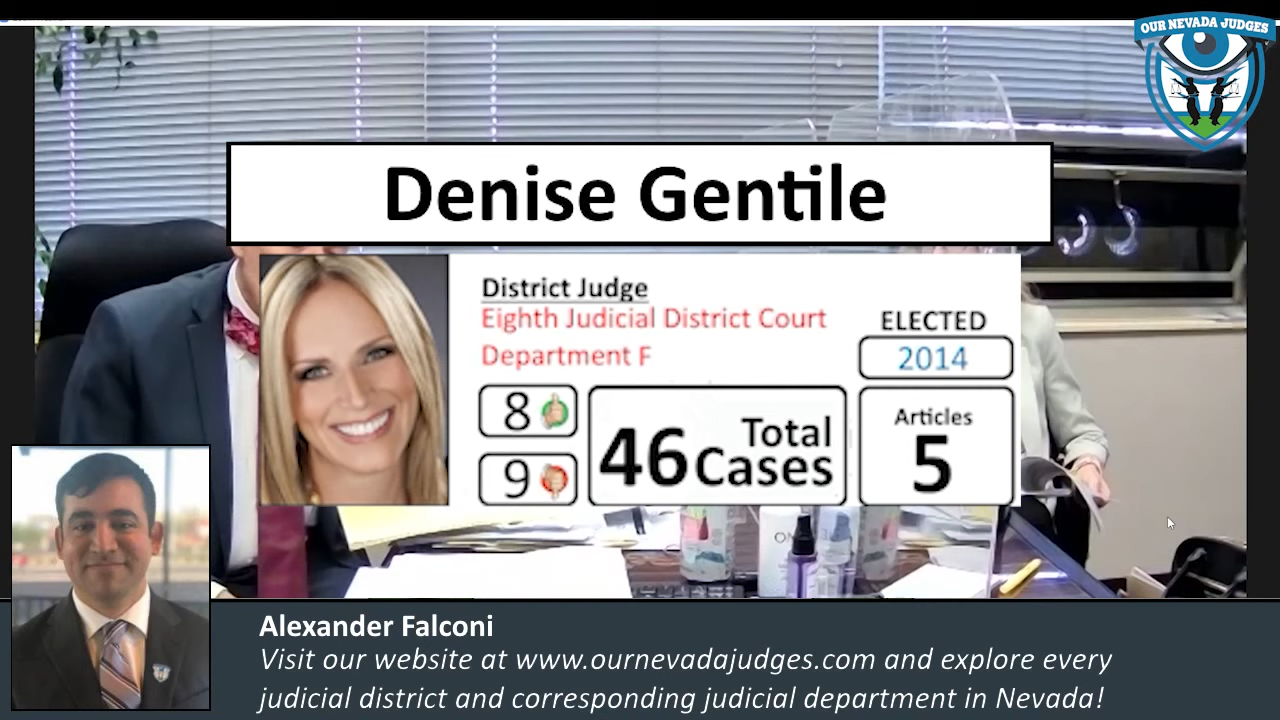 OUR NEVADA JUDGES
Denise Gentile
District Judge
Eighth Judicial District Court
Department F
ELECTED
2014
8
9
46 Total Cases
Articles
5
Alexander Falconi
Visit our website at www.ournevadajudges.com and explore every
judicial district and corresponding judicial department in Nevada!